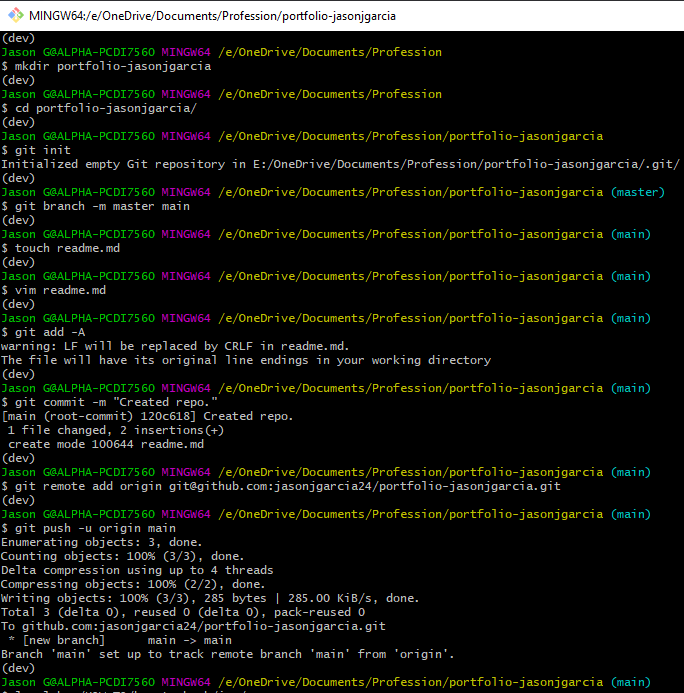 MINGW64:/e/OneDrive/Documents/Profession/portfolio-jasonjgarcia
(dev)
Jason G@ALPHA-PCDI7560 MINGW64 /e/OneDrive/Documents/Profession
$ mkdir portfolio-jasonjgarcia
(dev)
Jason G@ALPHA-PCDI7560 MINGW64 /e/OneDrive/Documents/Profession
$ cd portfolio-jasonjgarcia/
(dev)
Jason G@ALPHA-PCDI7560 MINGW64 /e/OneDrive/Documents/Profession/portfolio-jasonjgarcia
$ git init
Initialized empty Git repository in E:/OneDrive/Documents/Profession/portfolio-jasonjgarcia/.git/
(dev)
Jason G@ALPHA-PCDI7560 MINGW64 /e/OneDrive/Documents/Profession/portfolio-jasonjgarcia (master)
$ git branch -m master main
(dev)
Jason G@ALPHA-PCDI7560 MINGW64 /e/OneDrive/Documents/Profession/portfolio-jasonjgarcia (main)
$ touch readme.md
(dev)
Jason G@ALPHA-PCDI7560 MINGW64 /e/OneDrive/Documents/Profession/portfolio-jasonjgarcia (main)
$ vim readme.md
(dev)
Jason G@ALPHA-PCDI7560 MINGW64 /e/OneDrive/Documents/Profession/portfolio-jasonjgarcia (main)
$ git add -A
warning: LF will be replaced by CRLF in readme.md.
The file will have its original line endings in your working directory
(dev)
Jason G@ALPHA-PCDI7560 MINGW64 /e/OneDrive/Documents/Profession/portfolio-jasonjgarcia (main)
$ git commit -m "Created repo."
[main (root-commit) 120c618] Created repo.
 1 file changed, 2 insertions(+)
 create mode 100644 readme.md
(dev)
Jason G@ALPHA-PCDI7560 MINGW64 /e/OneDrive/Documents/Profession/portfolio-jasonjgarcia (main)
$ git remote add origin git@github.com:jasonjgarcia24/portfolio-jasonjgarcia.git
(dev)
Jason G@ALPHA-PCDI7560 MINGW64 /e/OneDrive/Documents/Profession/portfolio-jasonjgarcia (main)
$ git push -u origin main
Enumerating objects: 3, done.
Counting objects: 100% (3/3), done.
Delta compression using up to 4 threads
Compressing objects: 100% (2/2), done.
Writing objects: 100% (3/3), 285 bytes | 285.00 KiB/s, done.
Total 3 (delta 0), reused 0 (delta 0), pack-reused 0
To github.com:jasonjgarcia24/portfolio-jasonjgarcia.git
 * [new branch]      main -> main
Branch 'main' set up to track remote branch 'main' from 'origin'.
(dev)
Jason G@ALPHA-PCDI7560 MINGW64 /e/OneDrive/Documents/Profession/portfolio-jasonjgarcia (main)